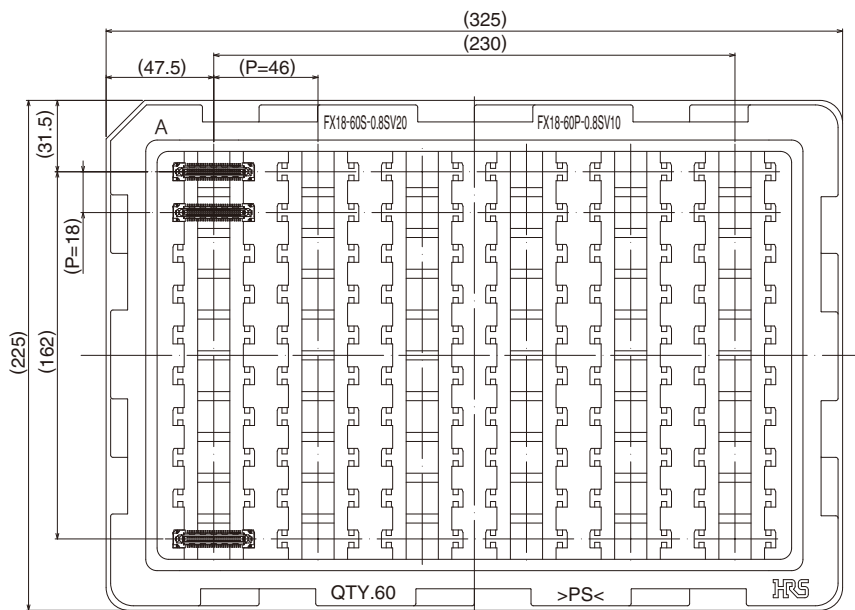 (325)
(230)
(47.5)
(P=46)
(31.5)
A
FX18-60S-0.8SV20
FX18-60P-0.8SV10
(P=18)
(225)
(162)
QTY.60
>PS<
HRS